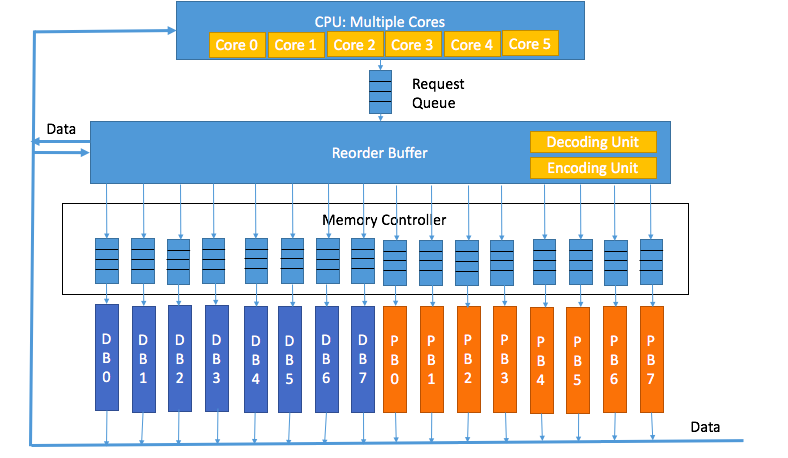 CPU: Multiple Cores
Core 0 Core 1 Core 2 Core 3 Core 4 Core 5
Request
Queue
Data
Reorder Buffer
Decoding Unit
Encoding Unit
Memory Controller
DB0 DB1 DB2 DB3 DB4 DB5 DB6 DB7 PB0 PB1 PB2 PB3 PB4 PB5 PB6 PB7
Data